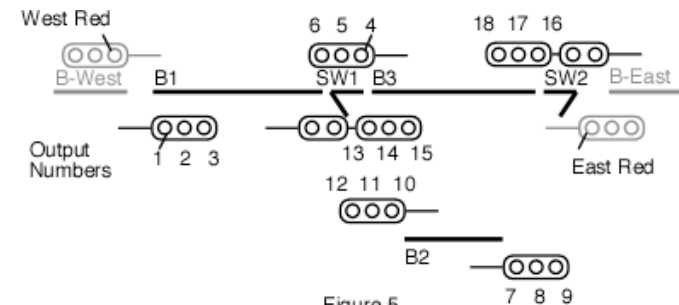 West Red
6 5 4
18 17 16
B-West
B1
SW1
B3
SW2
B-East
Output
Numbers
1 2 3
13 14 15
East Red
12 11 10
B2
7 8 9
Figure 5